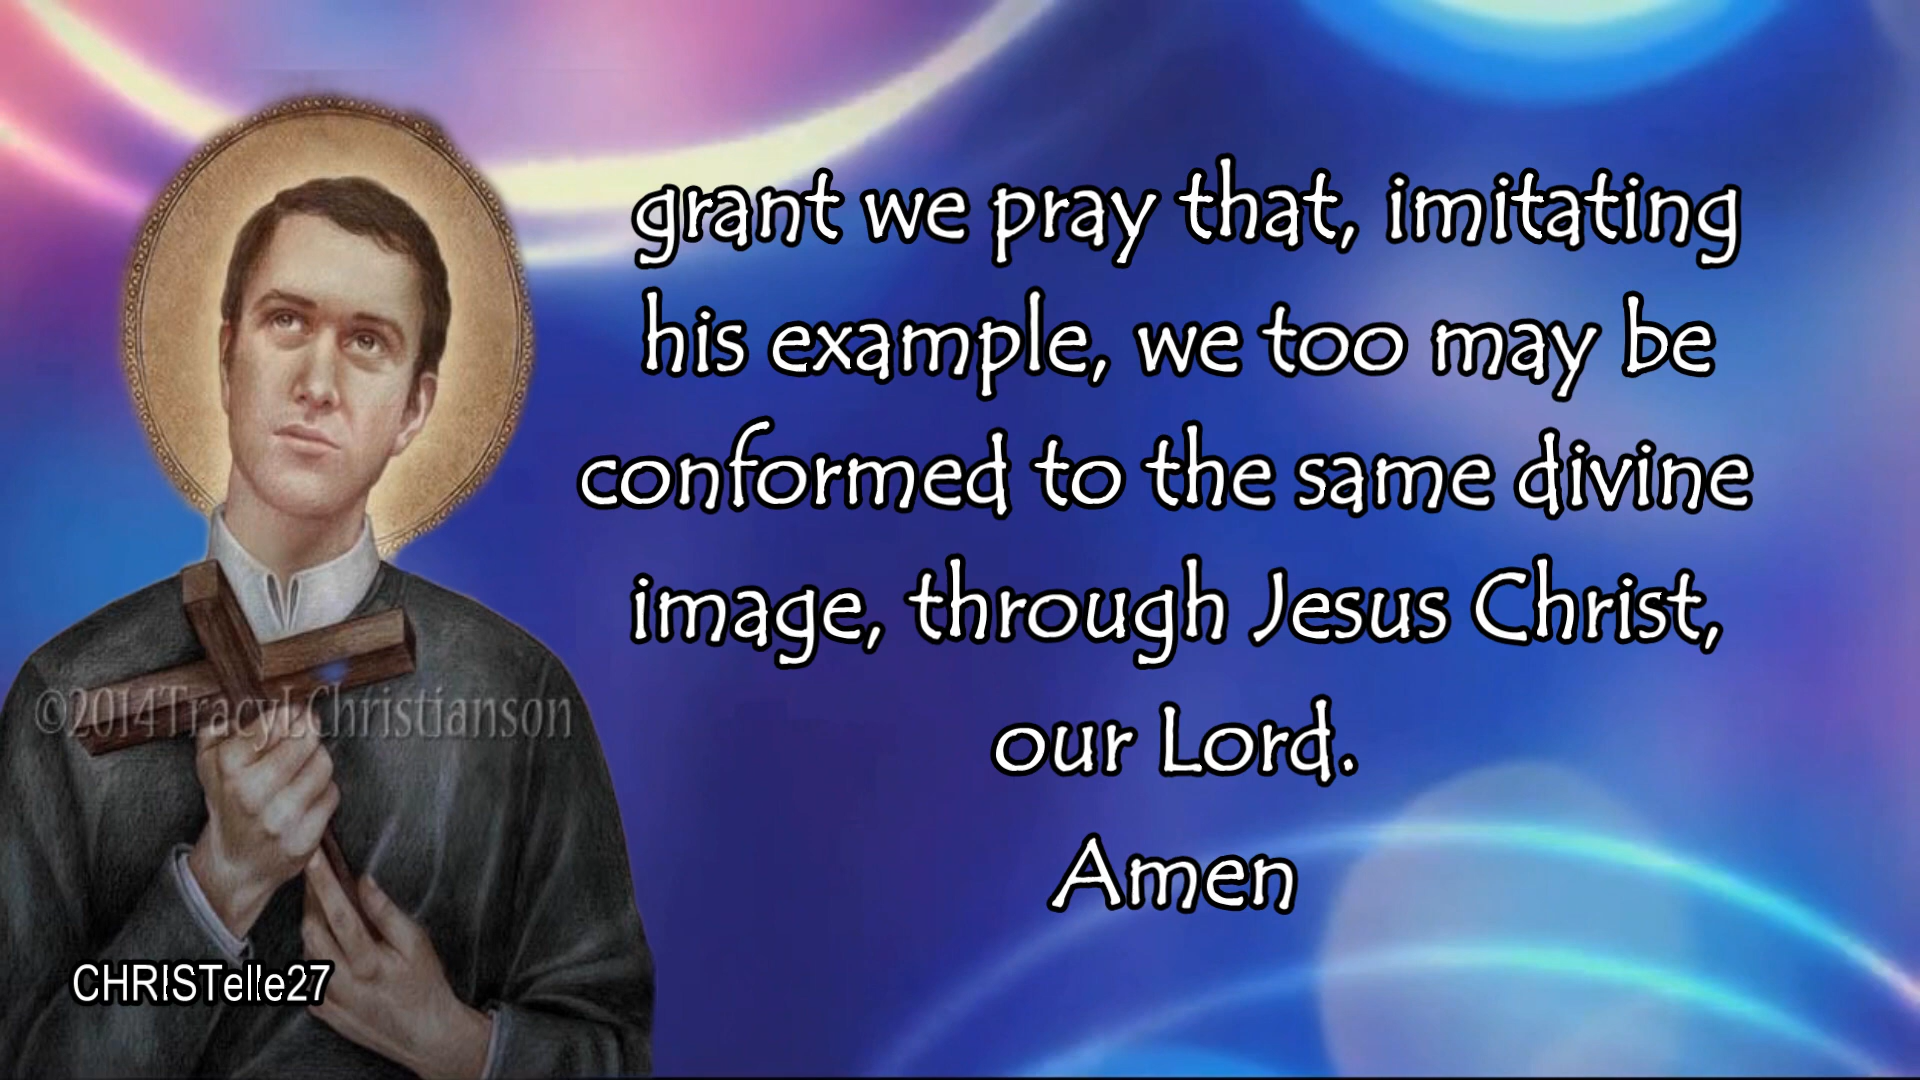 grant we pray that, imitating
his example, we too may be
conformed to the same divine
image, through Jesus Christ,
our Lord.
Amen
©2014TracyLChristianson
CHRISTelle27